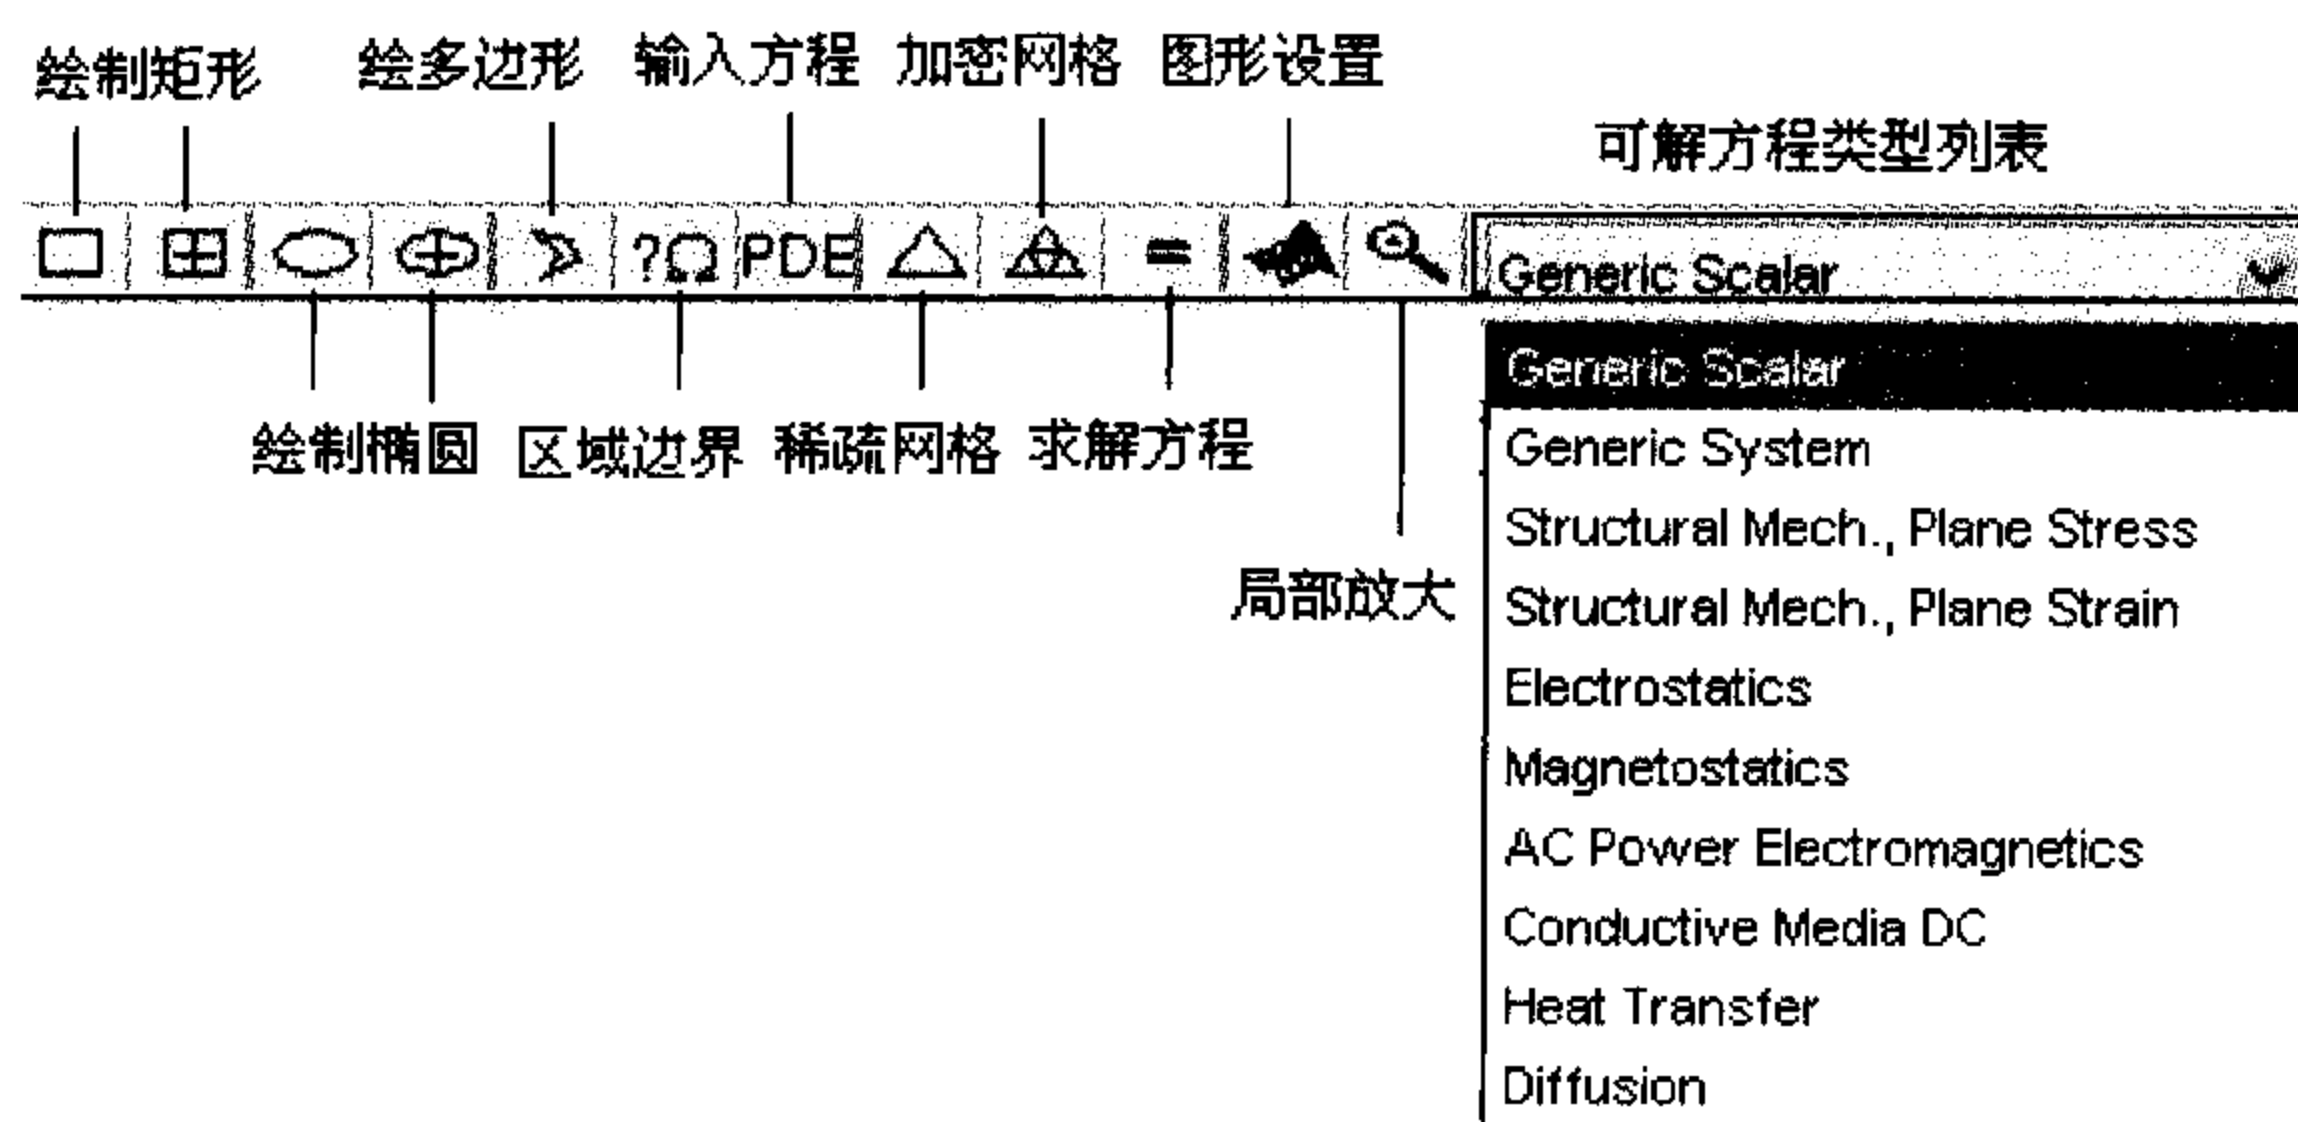 绘制矩形 绘多边形 输入方程 加密网格 图形设置
可解方程类型列表
?Ω PDE = Generic Scalar
Generic Scalar
绘制椭圆 区域边界 稀疏网格 求解方程
Generic System
Structural Mech., Plane Stress
局部放大
Structural Mech., Plane Strain
Electrostatics
Magnetostatics
AC Power Electromagnetics
Conductive Media DC
Heat Transfer
Diffusion